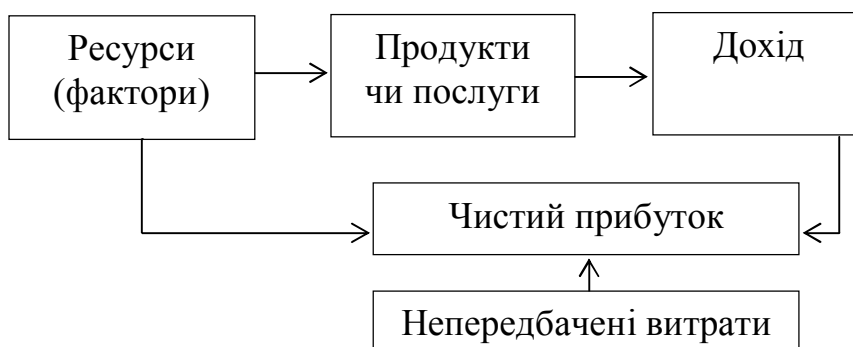 Ресурси
(фактори)
Продукти
чи послуги
Дохід
Чистий прибуток
Непередбачені витрати